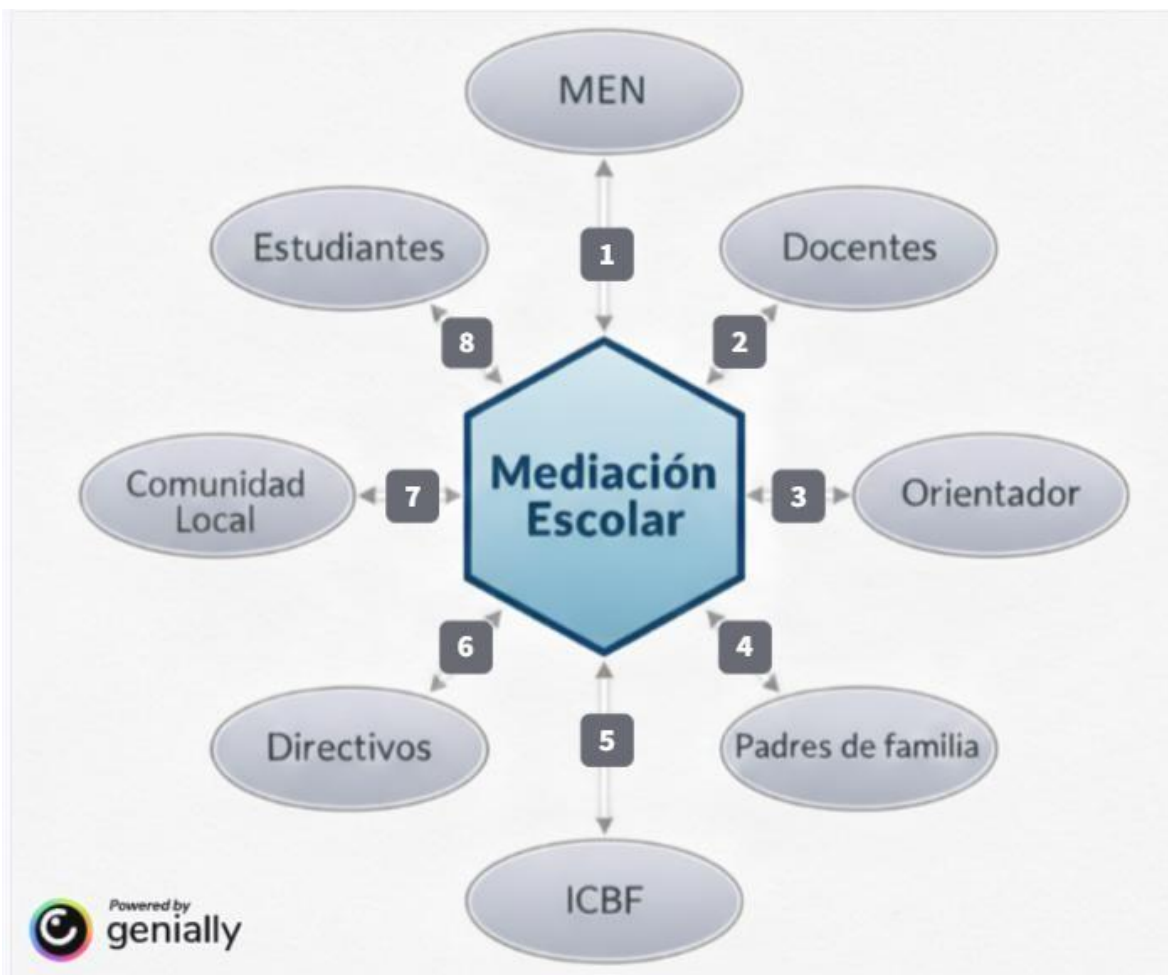 MEN
Estudiantes
1
Docentes
8
2
Comunidad
Local
7
Mediación
Escolar
3
Orientador
6
4
Directivos
5
Padres de familia
ICBF
Powered by
genially